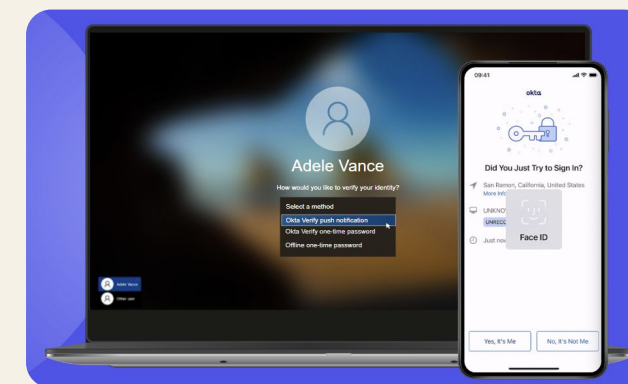 Adele Vance
How would you like to verify your identity?
Select a method
Okta Verify push notification
Okta Verify one-time password
Offline one-time password
Adele Vance
Other user
09:41
okta
Did You Just Try to Sign In?
San Ramon, California, United States
More Info
Just now
Face ID
Yes, It's Me
No, It's Not Me